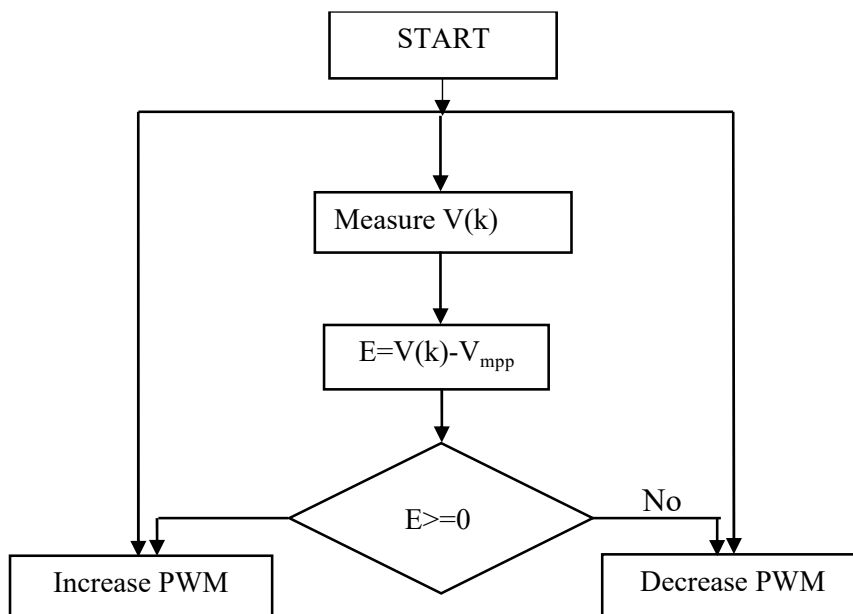 START
Measure V(k)
E=V(k)-Vmpp
E>=0
No
Increase PWM
Decrease PWM